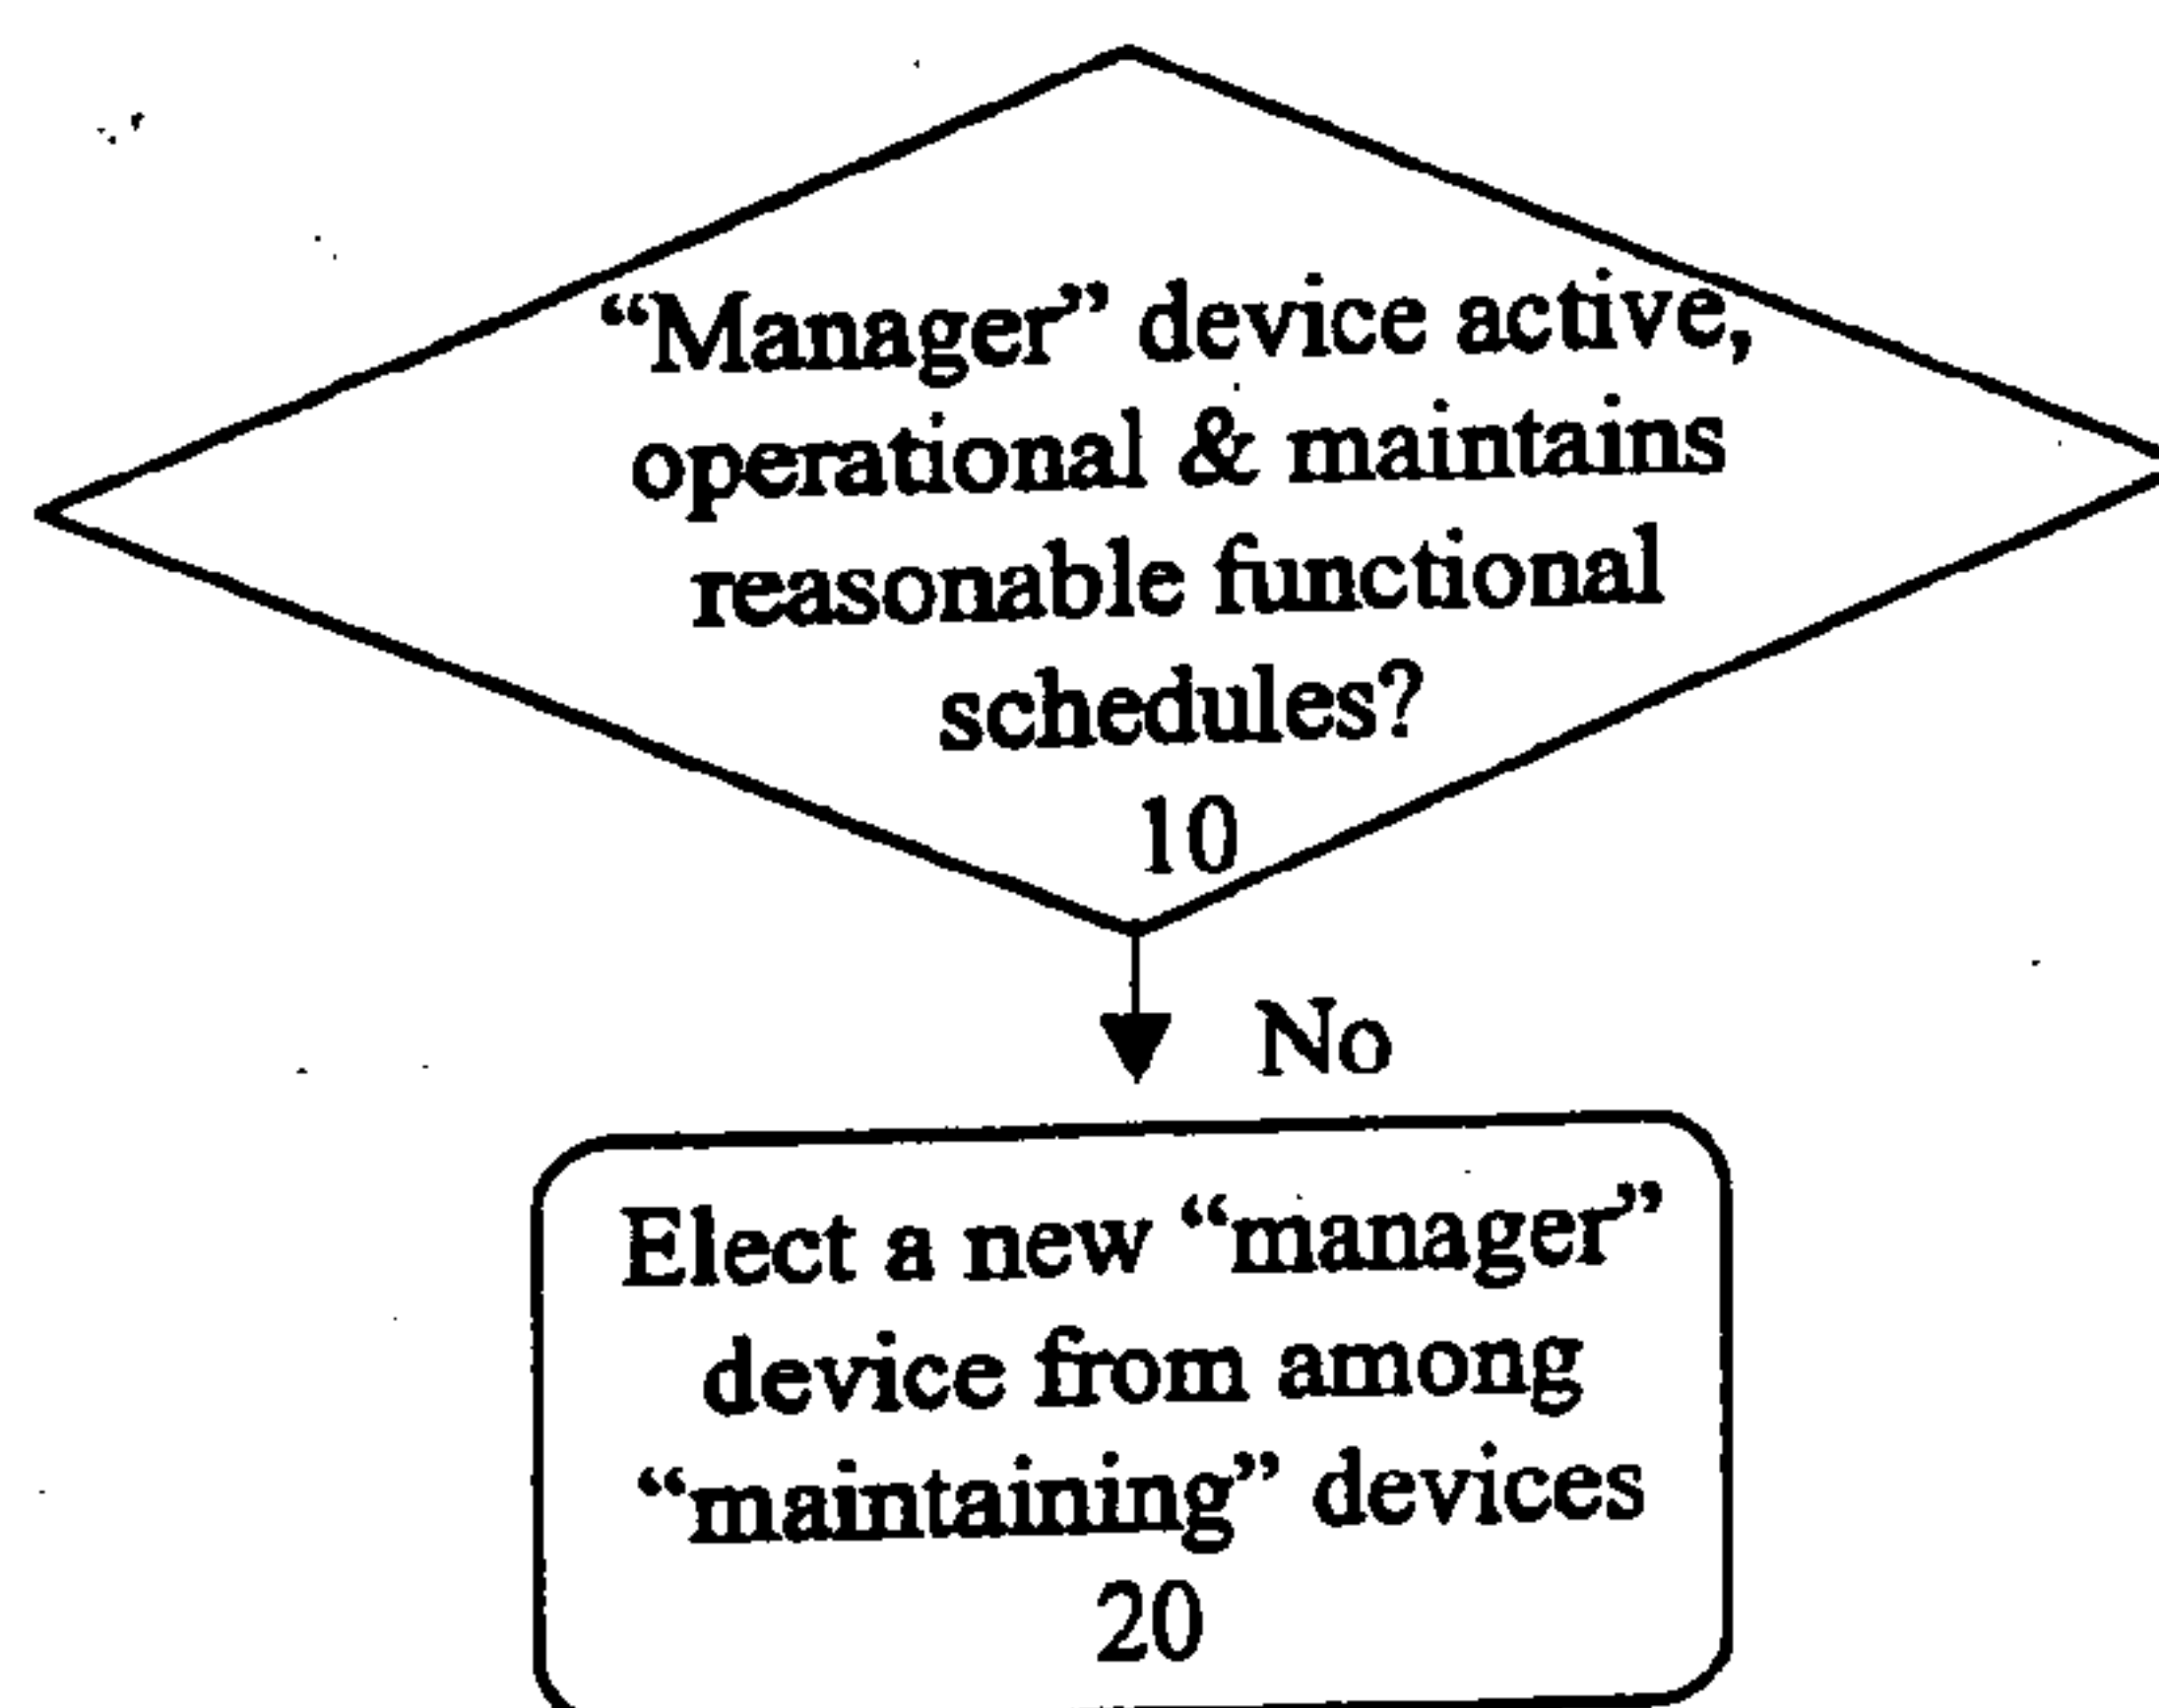 “Manager” device active,
operational & maintains
reasonable functional
schedules?
10
No
Elect a new “manager”
device from among
“maintaining” devices
20